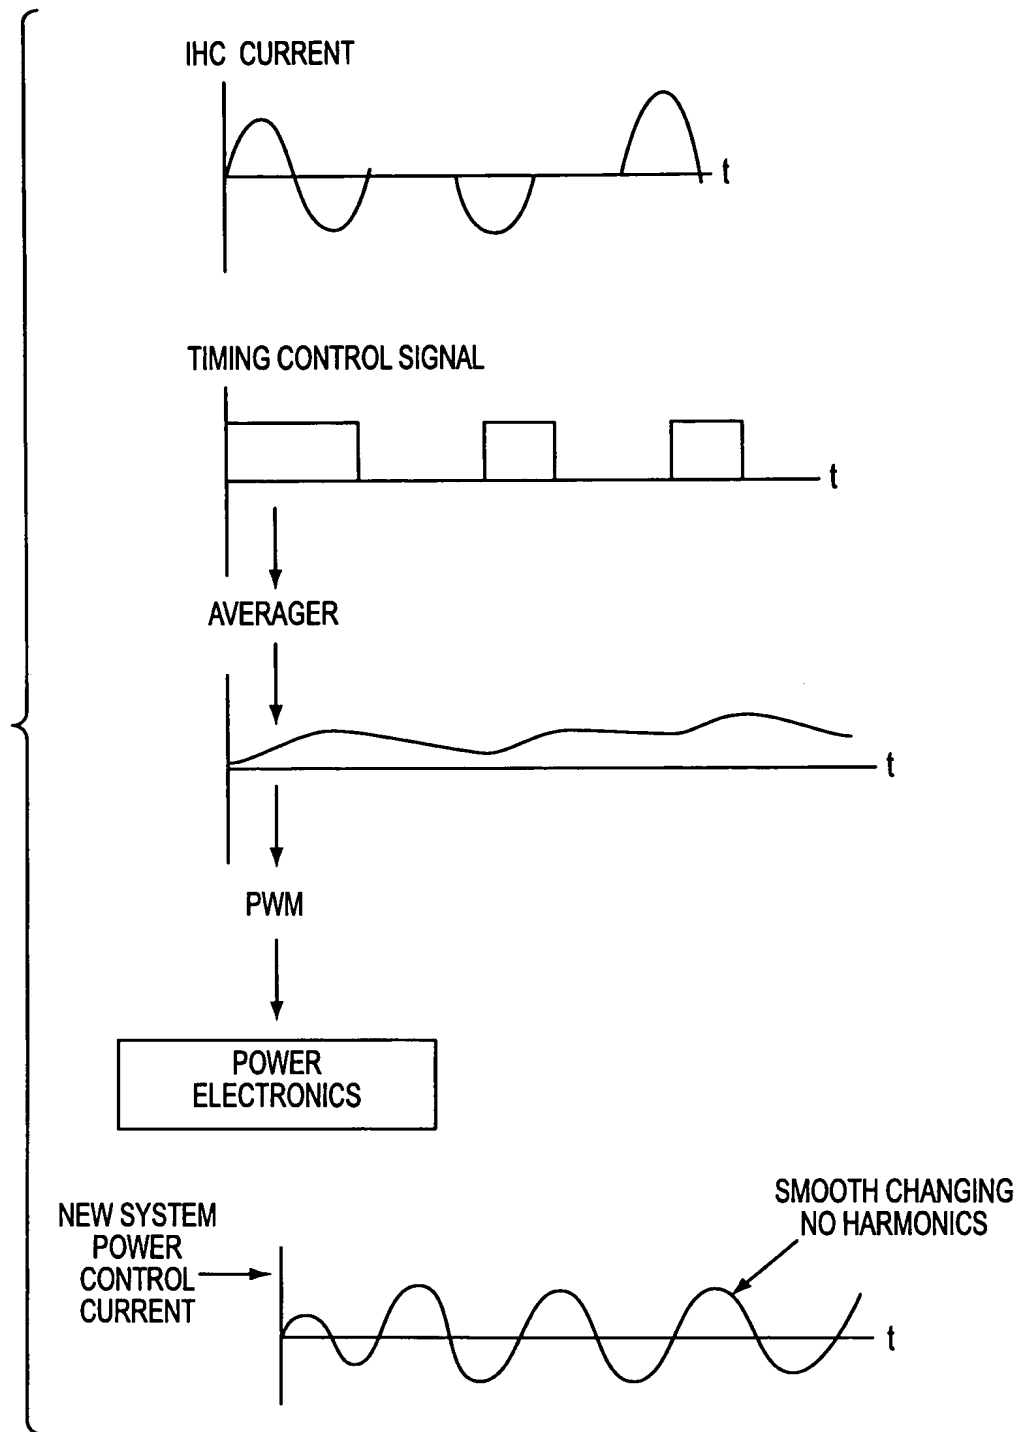 IHC CURRENT
t
TIMING CONTROL SIGNAL
t
AVERAGER
t
PWM
POWER
ELECTRONICS
NEW SYSTEM
POWER
CONTROL
CURRENT
SMOOTH CHANGING
NO HARMONICS
t